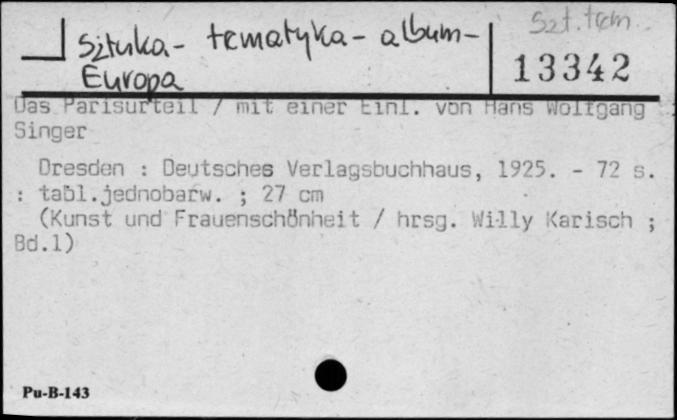 Szt. tem.
Sztuka - tematyka - album -
Europa
13342
Das Parisurteil / mit einer Einl. von Hans Wolfgang
Singer
Dresden : Deutsches Verlagsbuchhaus, 1925. - 72 s.
: tabl.jednobarw. ; 27 cm
(Kunst und Frauenschönheit / hrsg. Willy Karisch ;
Bd.1)
Pu-B-143